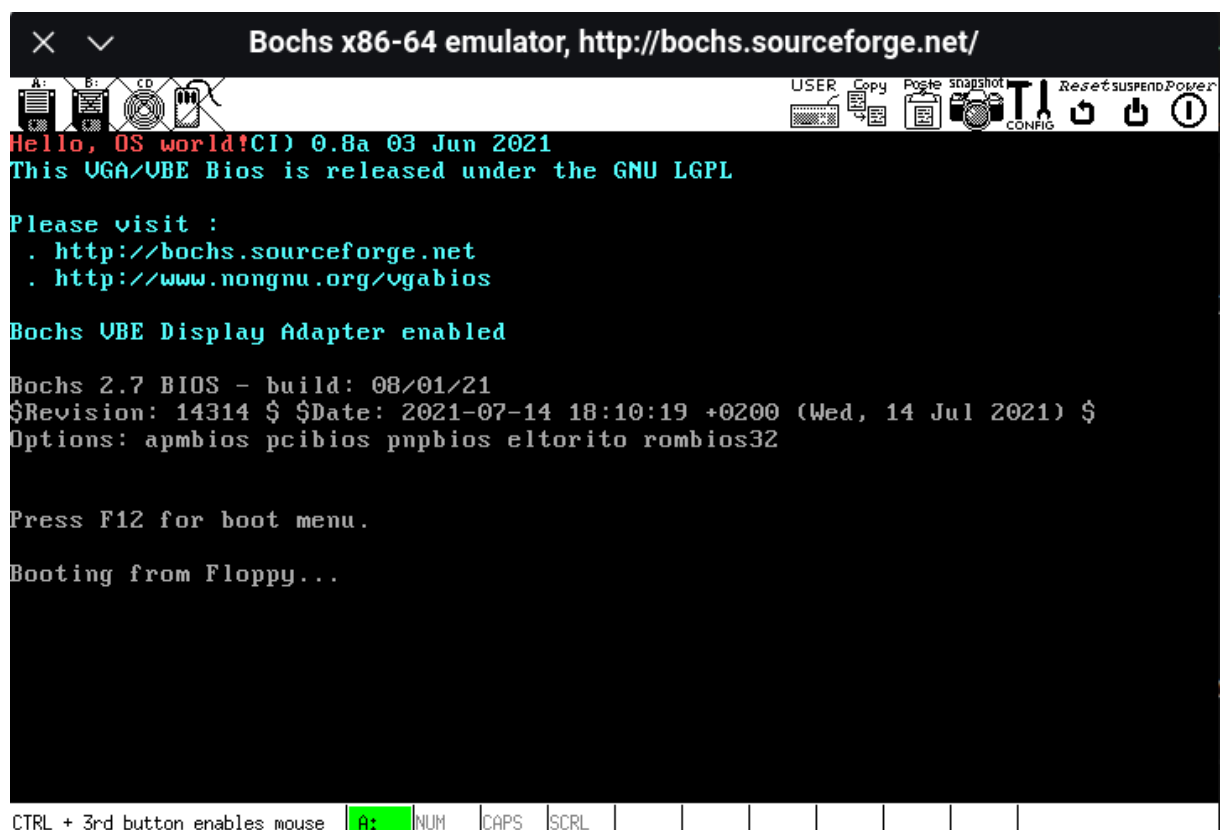 Bochs x86-64 emulator, http://bochs.sourceforge.net/
A: B: CD USER Copy Paste snapshot CONFIG Reset SUSPEND Power
Hello, OS world!CI) 0.8a 03 Jun 2021
This VGA/VBE Bios is released under the GNU LGPL
Please visit :
. http://bochs.sourceforge.net
. http://www.nongnu.org/vgabios
Bochs VBE Display Adapter enabled
Bochs 2.7 BIOS - build: 08/01/21
$Revision: 14314 $ $Date: 2021-07-14 18:10:19 +0200 (Wed, 14 Jul 2021) $
Options: apmbios pcibios pnpbios eltorito rombios32
Press F12 for boot menu.
Booting from Floppy...
CTRL + 3rd button enables mouse A: NUM CAPS SCRL